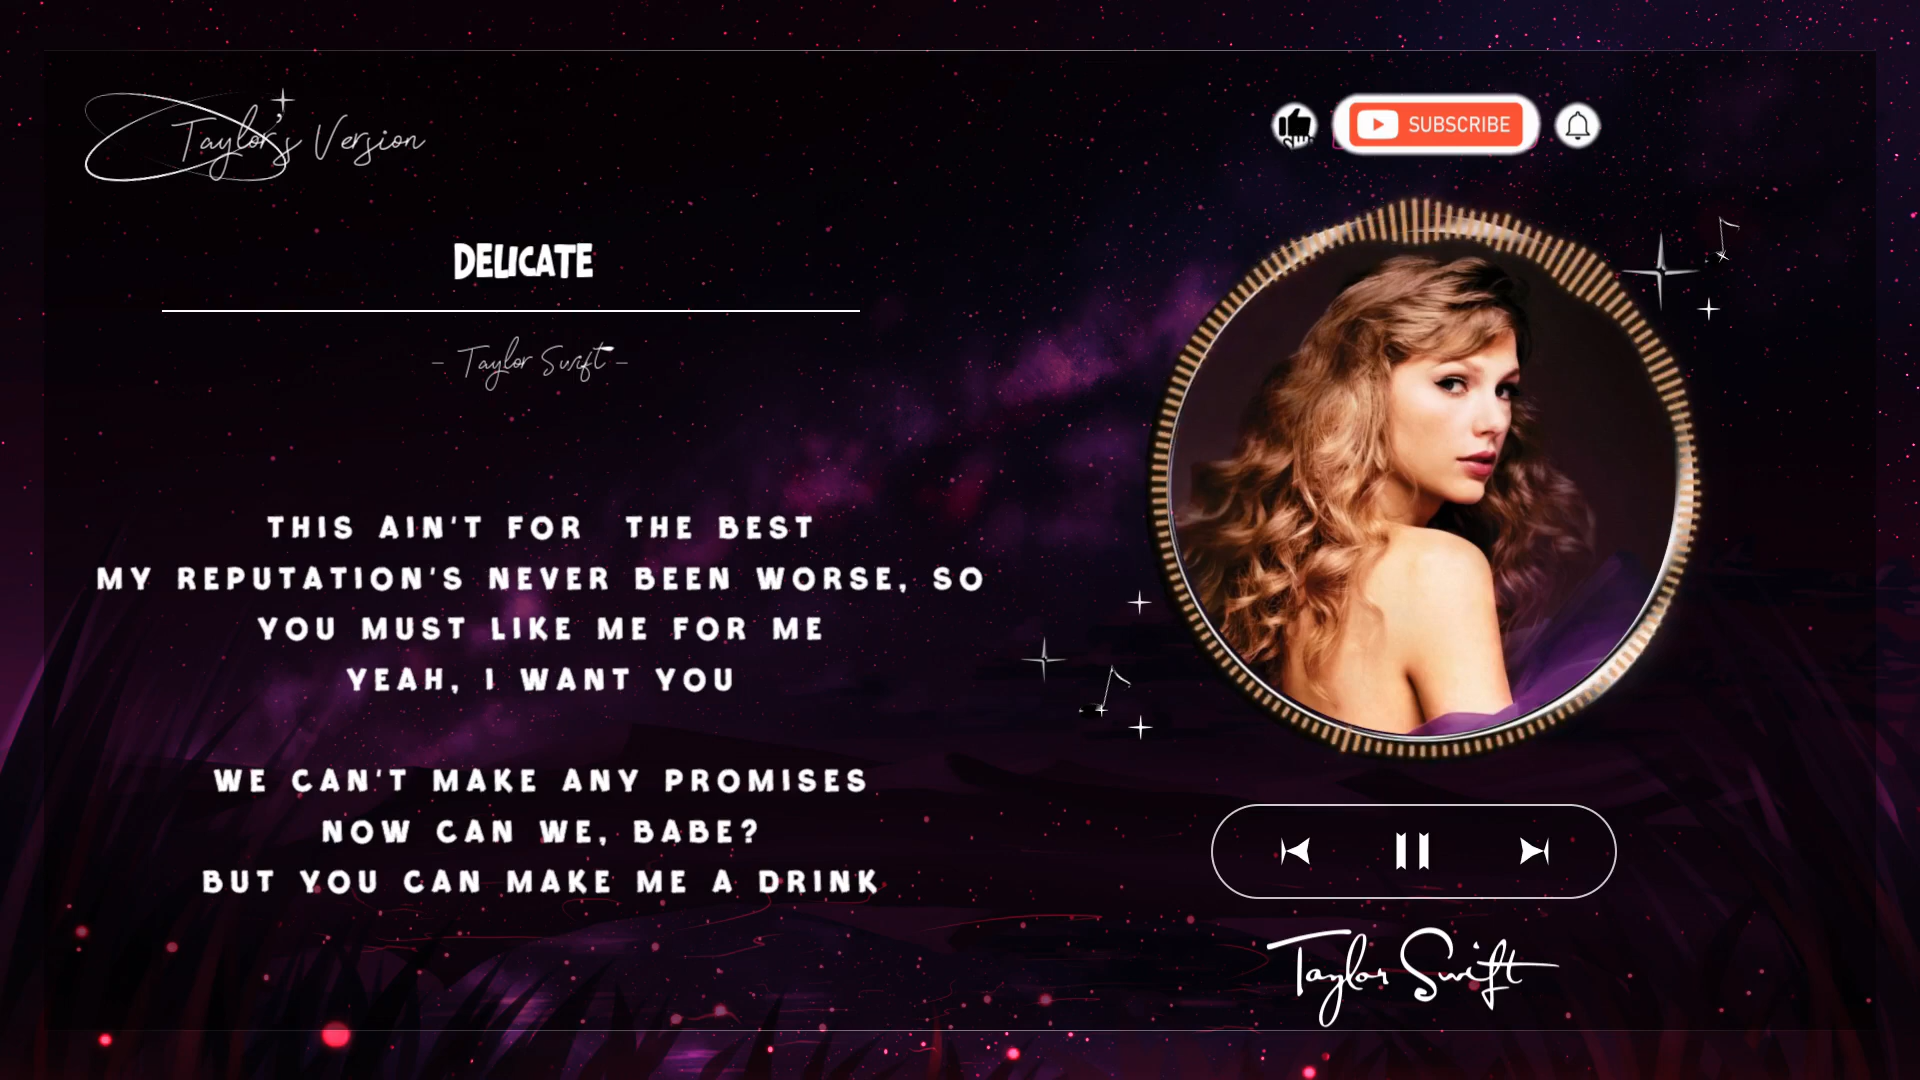 Taylor's Version
SUBSCRIBE
DELICATE
- Taylor Swift -
THIS AIN'T FOR THE BEST
MY REPUTATION'S NEVER BEEN WORSE, SO
YOU MUST LIKE ME FOR ME
YEAH, I WANT YOU
WE CAN'T MAKE ANY PROMISES
NOW CAN WE, BABE?
BUT YOU CAN MAKE ME A DRINK
Taylor Swift